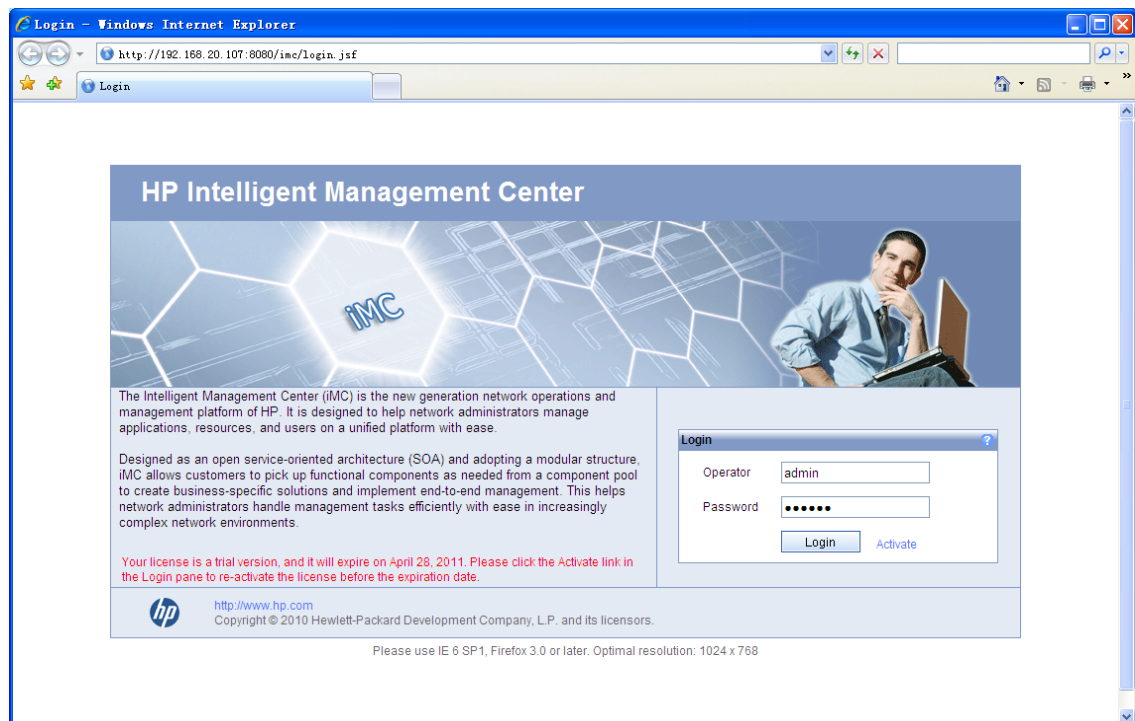 Login - Windows Internet Explorer
http://192.168.20.107:8080/imc/login.jsf
Login
HP Intelligent Management Center
iMC
The Intelligent Management Center (iMC) is the new generation network operations and
management platform of HP. It is designed to help network administrators manage
applications, resources, and users on a unified platform with ease.
Designed as an open service-oriented architecture (SOA) and adopting a modular structure,
iMC allows customers to pick up functional components as needed from a component pool
to create business-specific solutions and implement end-to-end management. This helps
network administrators handle management tasks efficiently with ease in increasingly
complex network environments.
Your license is a trial version, and it will expire on April 28, 2011. Please click the Activate link in
the Login pane to re-activate the license before the expiration date.
Login ?
Operator admin
Password ●●●●●●
Login Activate
hp
http://www.hp.com
Copyright © 2010 Hewlett-Packard Development Company, L.P. and its licensors.
Please use IE 6 SP1, Firefox 3.0 or later. Optimal resolution: 1024 x 768